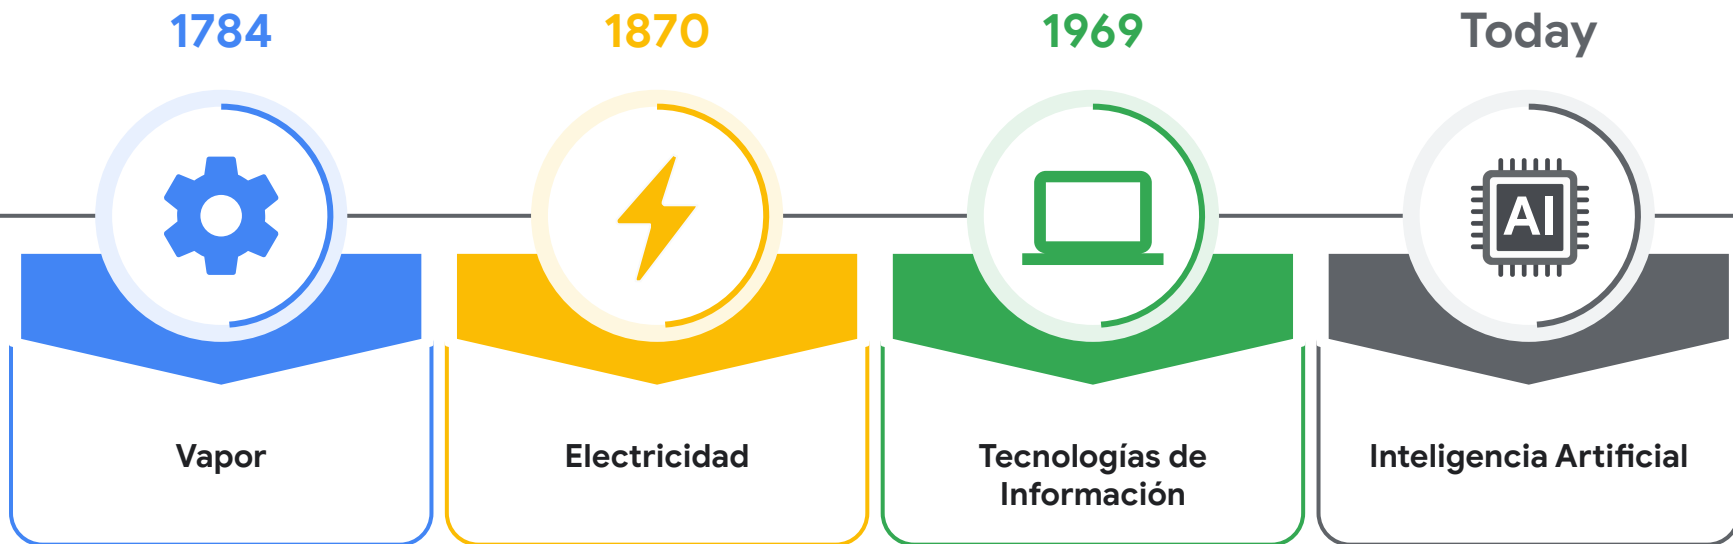 1784
1870
1969
Today
AI
Vapor
Electricidad
Tecnologías de
Información
Inteligencia Artificial